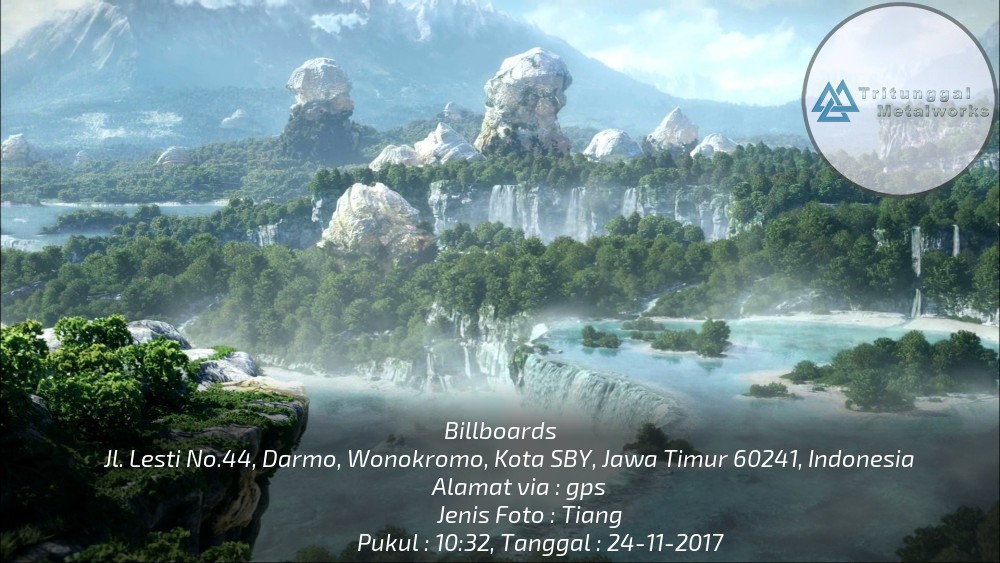 Tritunggal
Metalworks
Billboards
Jl. Lesti No.44, Darmo, Wonokromo, Kota SBY, Jawa Timur 60241, Indonesia
Alamat via : gps
Jenis Foto : Tiang
Pukul : 10:32, Tanggal : 24-11-2017